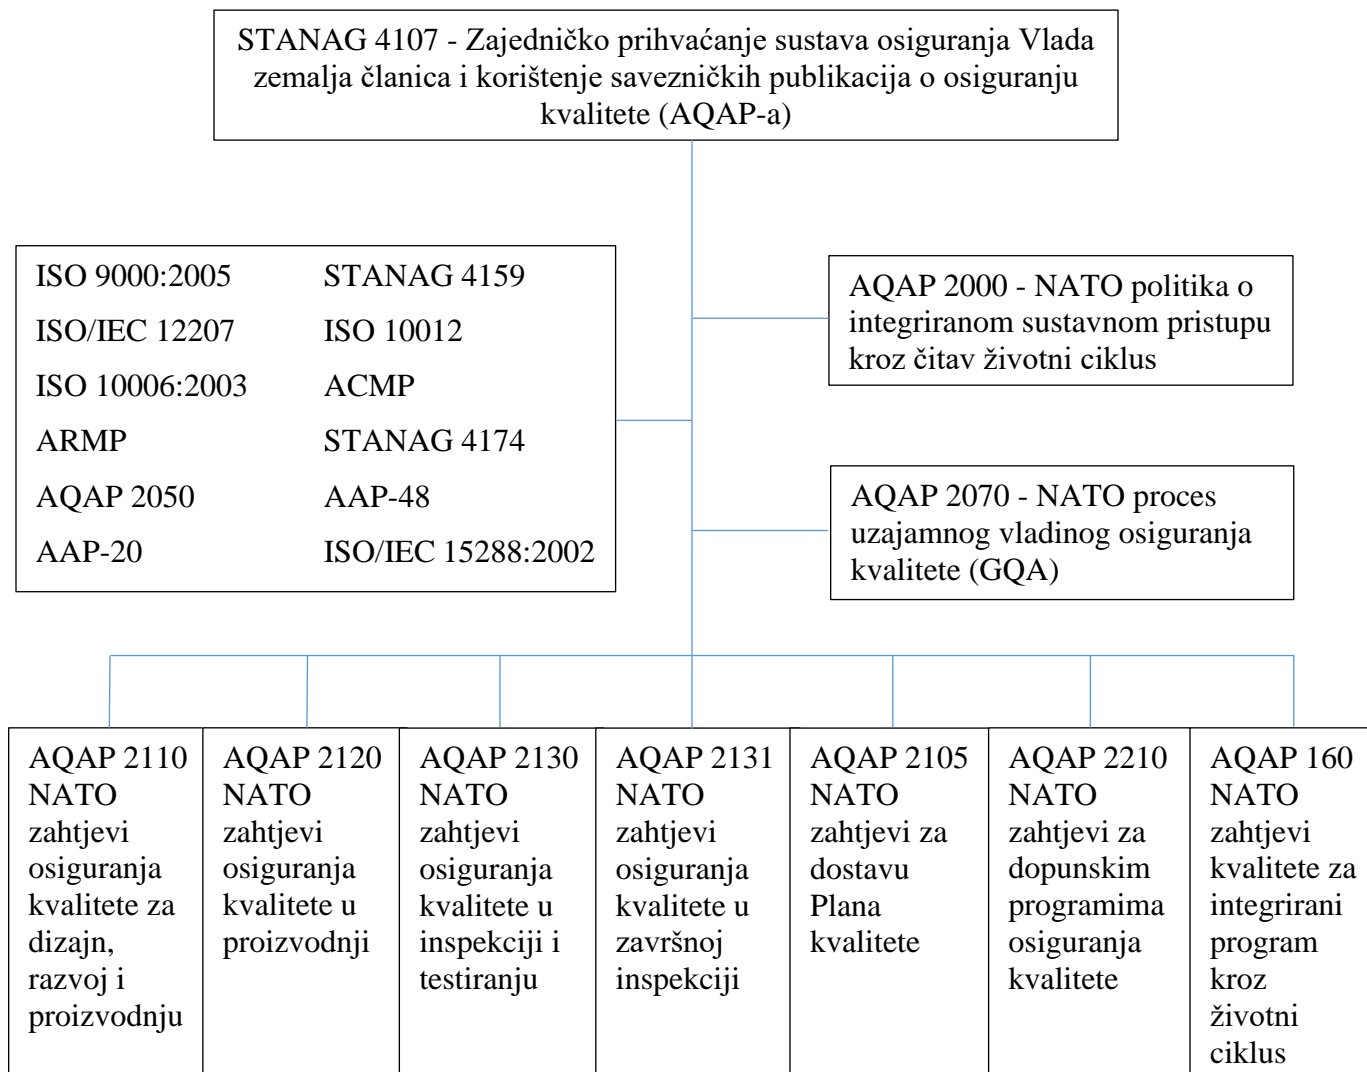 STANAG 4107 - Zajedničko prihvaćanje sustava osiguranja Vlada
zemalja članica i korištenje savezničkih publikacija o osiguranju
kvalitete (AQAP-a)
ISO 9000:2005 STANAG 4159
ISO/IEC 12207 ISO 10012
ISO 10006:2003 ACMP
ARMP STANAG 4174
AQAP 2050 AAP-48
AAP-20 ISO/IEC 15288:2002
AQAP 2000 - NATO politika o
integriranom sustavnom pristupu
kroz čitav životni ciklus
AQAP 2070 - NATO proces
uzajamnog vladinog osiguranja
kvalitete (GQA)
AQAP 2110
NATO
zahtjevi
osiguranja
kvalitete za
dizajn,
razvoj i
proizvodnju
AQAP 2120
NATO
zahtjevi
osiguranja
kvalitete u
proizvodnji
AQAP 2130
NATO
zahtjevi
osiguranja
kvalitete u
inspekciji i
testiranju
AQAP 2131
NATO
zahtjevi
osiguranja
kvalitete u
završnoj
inspekciji
AQAP 2105
NATO
zahtjevi za
dostavu
Plana
kvalitete
AQAP 2210
NATO
zahtjevi za
dopunskim
programima
osiguranja
kvalitete
AQAP 160
NATO
zahtjevi
kvalitete za
integrirani
program
kroz
životni
ciklus